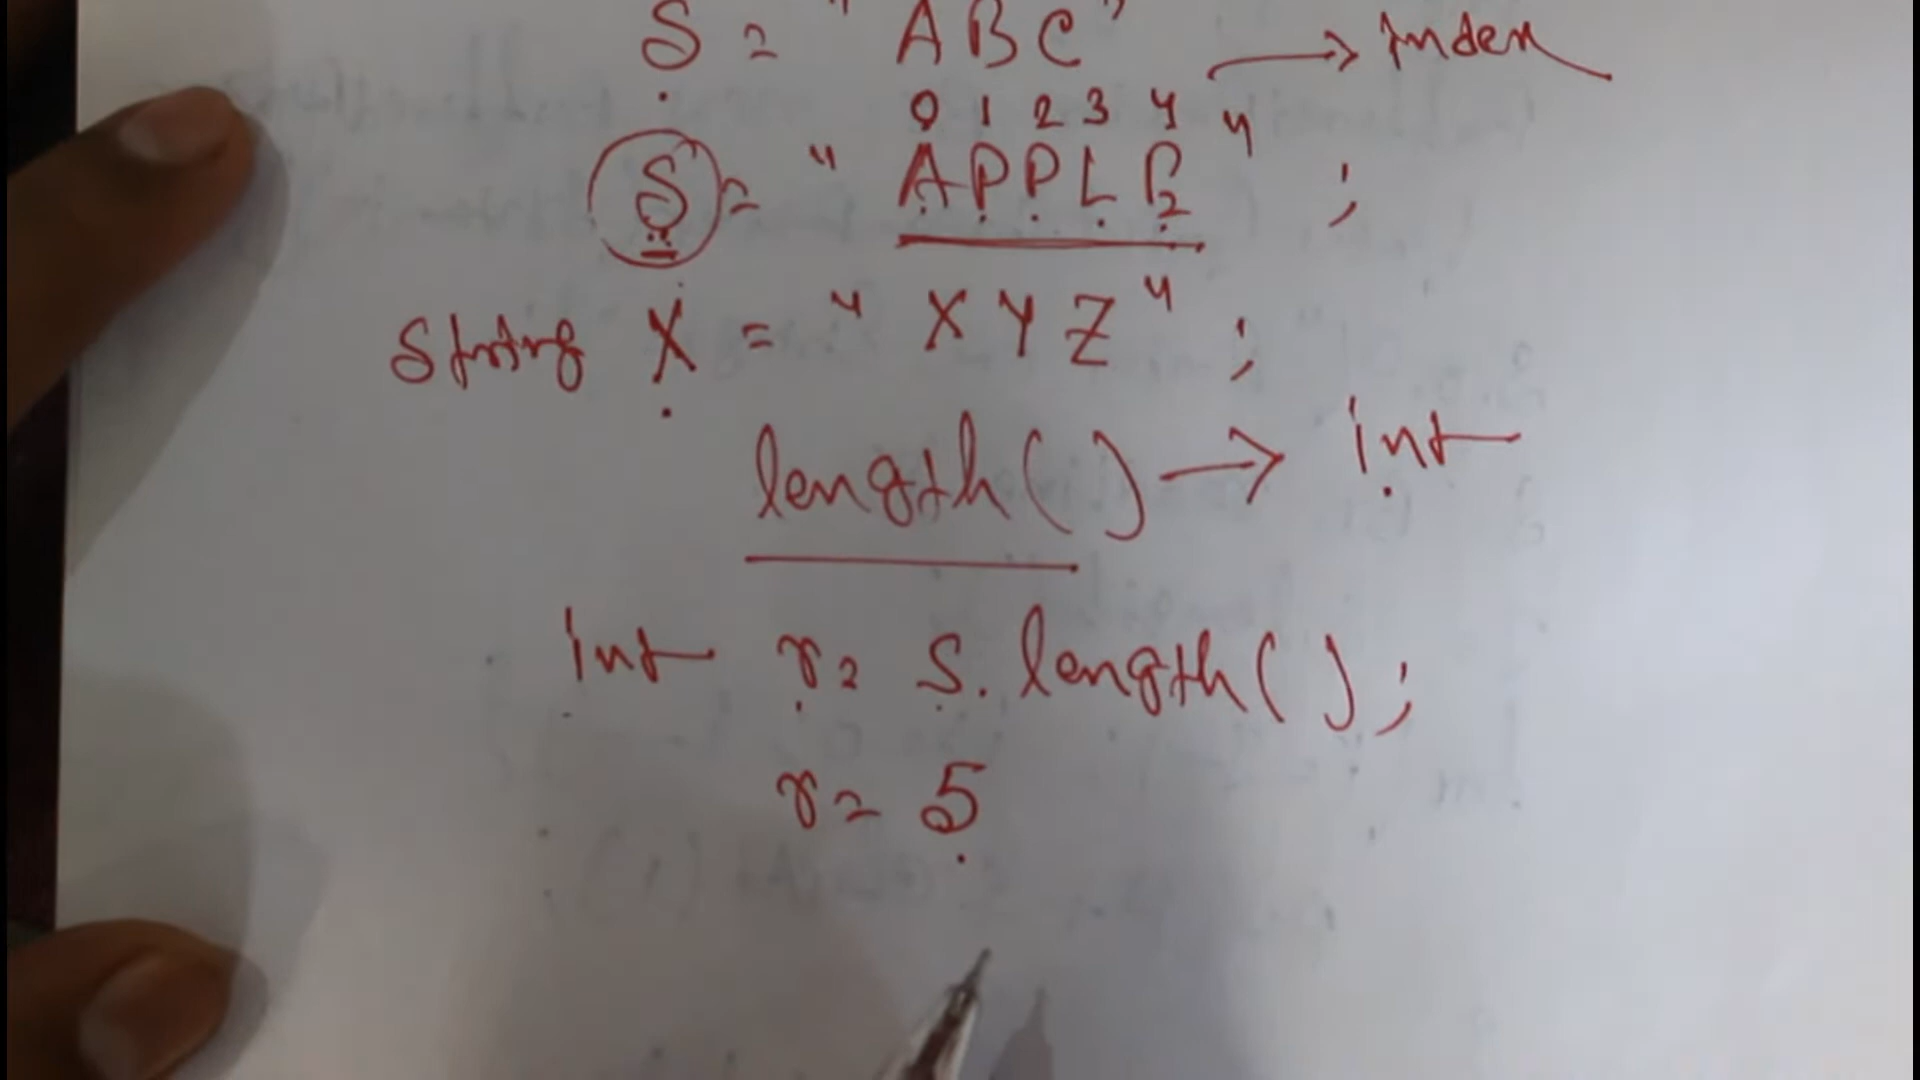 S = "ABC" → index
0 1 2 3 4
S = "APPLE";
String X = "XYZ";
length() → int
int r = s.length();
r = 5